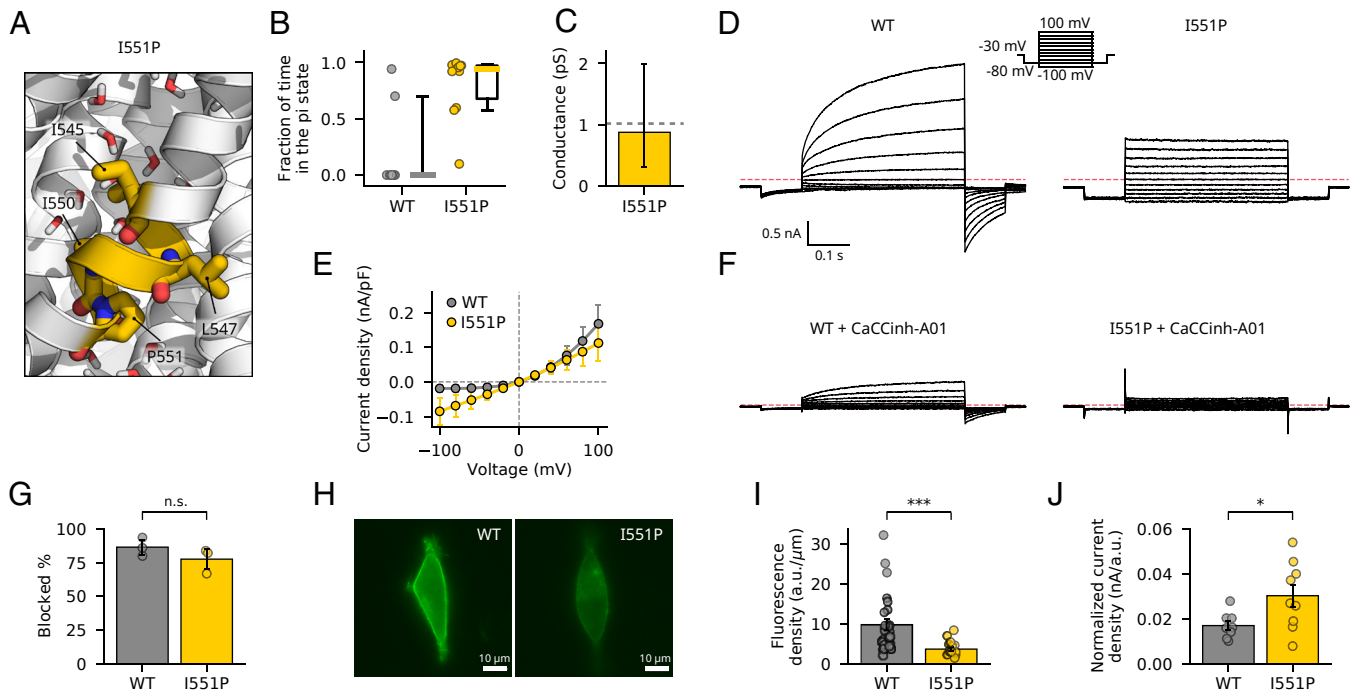 A
I551P
I545
I550
L547
P551
B
Fraction of time
in the pi state
1.0
0.5
0.0
WT
I551P
C
Conductance (pS)
2
1
0
I551P
D
WT
100 mV
-30 mV
-80 mV
-100 mV
I551P
0.5 nA
0.1 s
E
Current density (nA/pF)
0.2
0.1
0.0
−0.1
WT
I551P
−100
0
100
Voltage (mV)
F
WT + CaCCinh-A01
I551P + CaCCinh-A01
G
n.s.
Blocked %
100
75
50
25
0
WT
I551P
H
WT
10 μm
I551P
10 μm
I
***
Fluorescence
density (a.u./μm)
30
20
10
0
WT
I551P
J
*
Normalized current
density (nA/a.u.)
0.06
0.04
0.02
0.00
WT
I551P